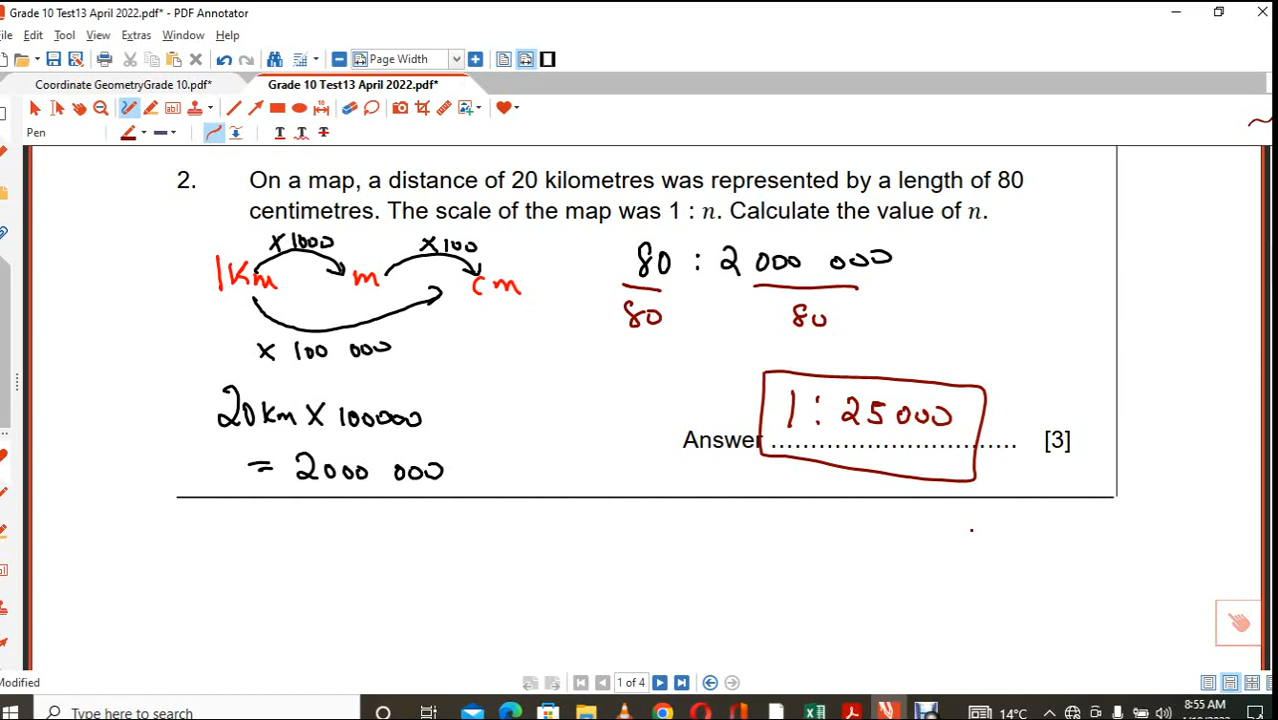 Grade 10 Test13 April 2022.pdf* - PDF Annotator
Edit Tool View Extras Window Help
Page Width
Coordinate GeometryGrade 10.pdf*
Grade 10 Test13 April 2022.pdf*
Pen
2. On a map, a distance of 20 kilometres was represented by a length of 80
centimetres. The scale of the map was 1 : n. Calculate the value of n.
x 1000
x 100
1Km m cm
x 100 000
80 : 2 000 000
80 80
20 km x 100000
= 2000 000
1 : 25 000
Answer .................................. [3]
1 of 4
Modified
Type here to search
14°C
8:55 AM